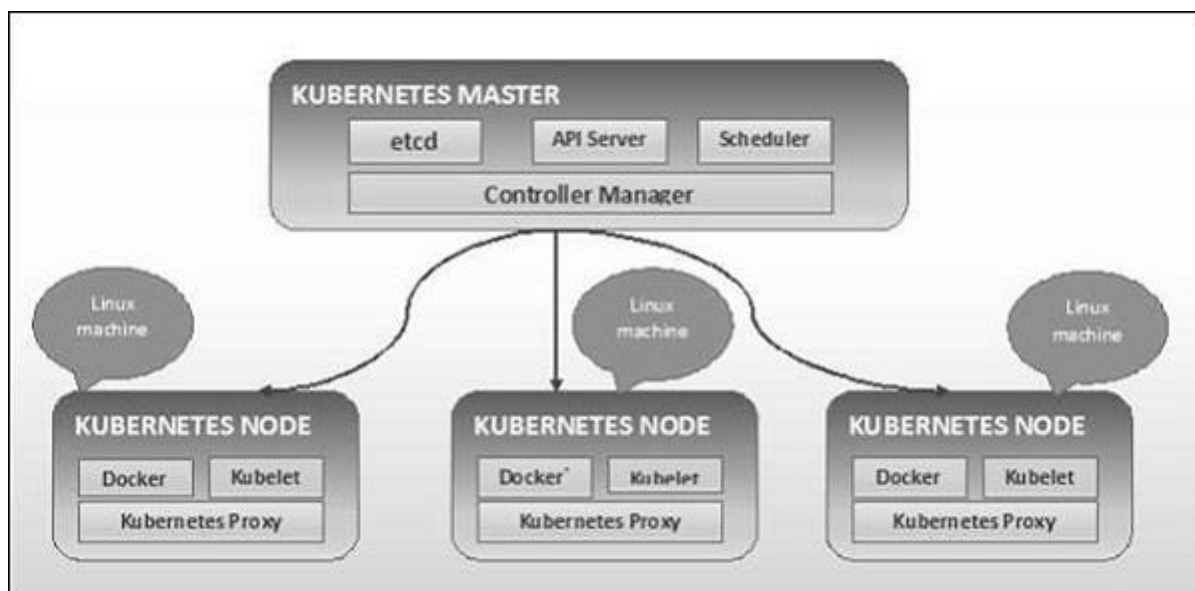 KUBERNETES MASTER
etcd
API Server
Scheduler
Controller Manager
Linux
machine
Linux
machine
Linux
machine
KUBERNETES NODE
Docker
Kubelet
Kubernetes Proxy
KUBERNETES NODE
Docker
Kubelet
Kubernetes Proxy
KUBERNETES NODE
Docker
Kubelet
Kubernetes Proxy